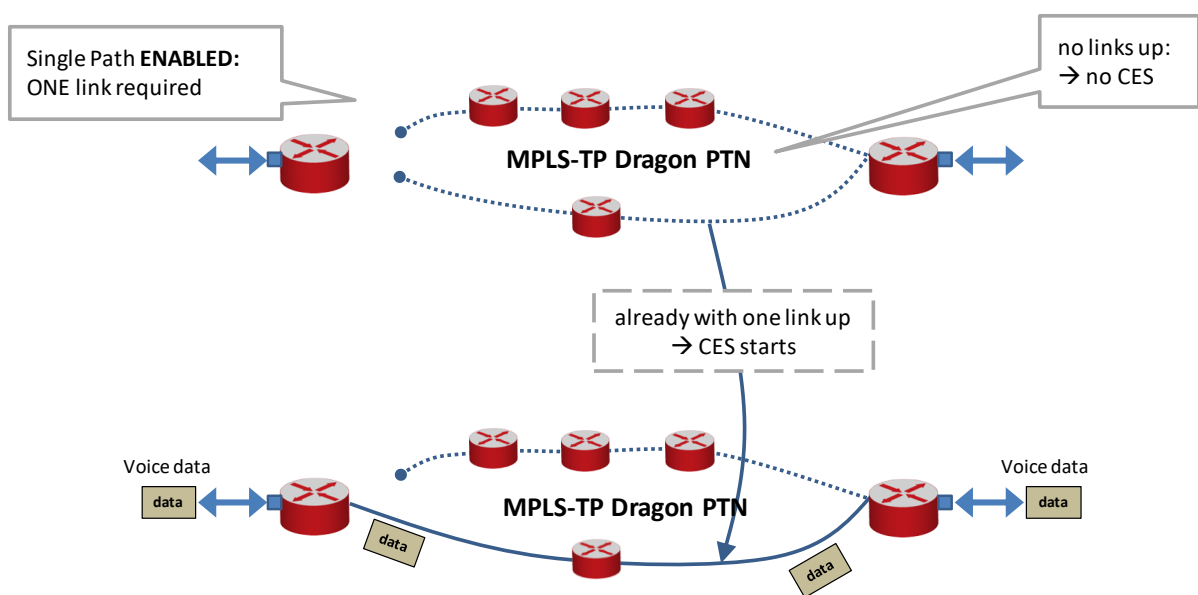 Single Path ENABLED:
ONE link required
no links up:
→ no CES
MPLS-TP Dragon PTN
already with one link up
→ CES starts
Voice data
data
Voice data
data
MPLS-TP Dragon PTN
data
data